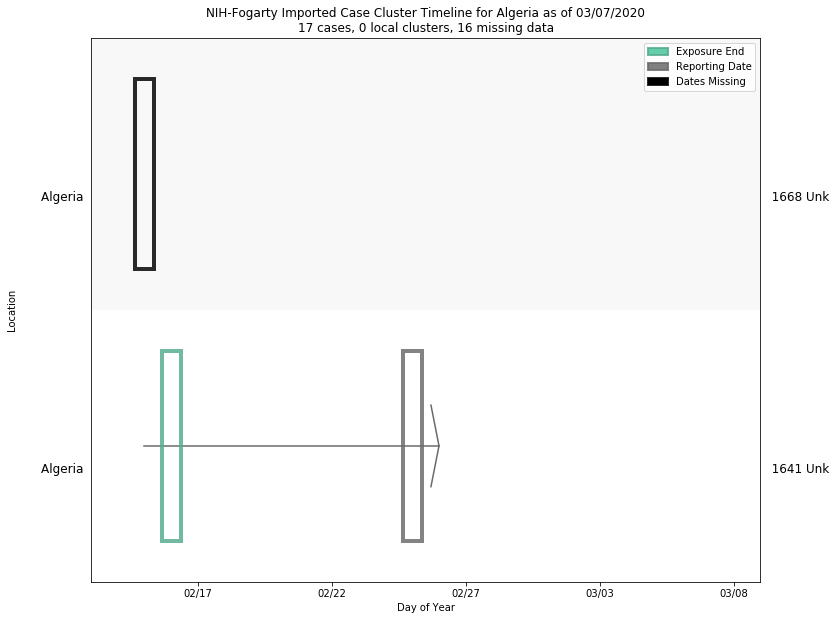 NIH-Fogarty Imported Case Cluster Timeline for Algeria as of 03/07/2020
17 cases, 0 local clusters, 16 missing data
Exposure End
Reporting Date
Dates Missing
Algeria
1668 Unk
Location
Algeria
1641 Unk
02/17
02/22
02/27
03/03
03/08
Day of Year